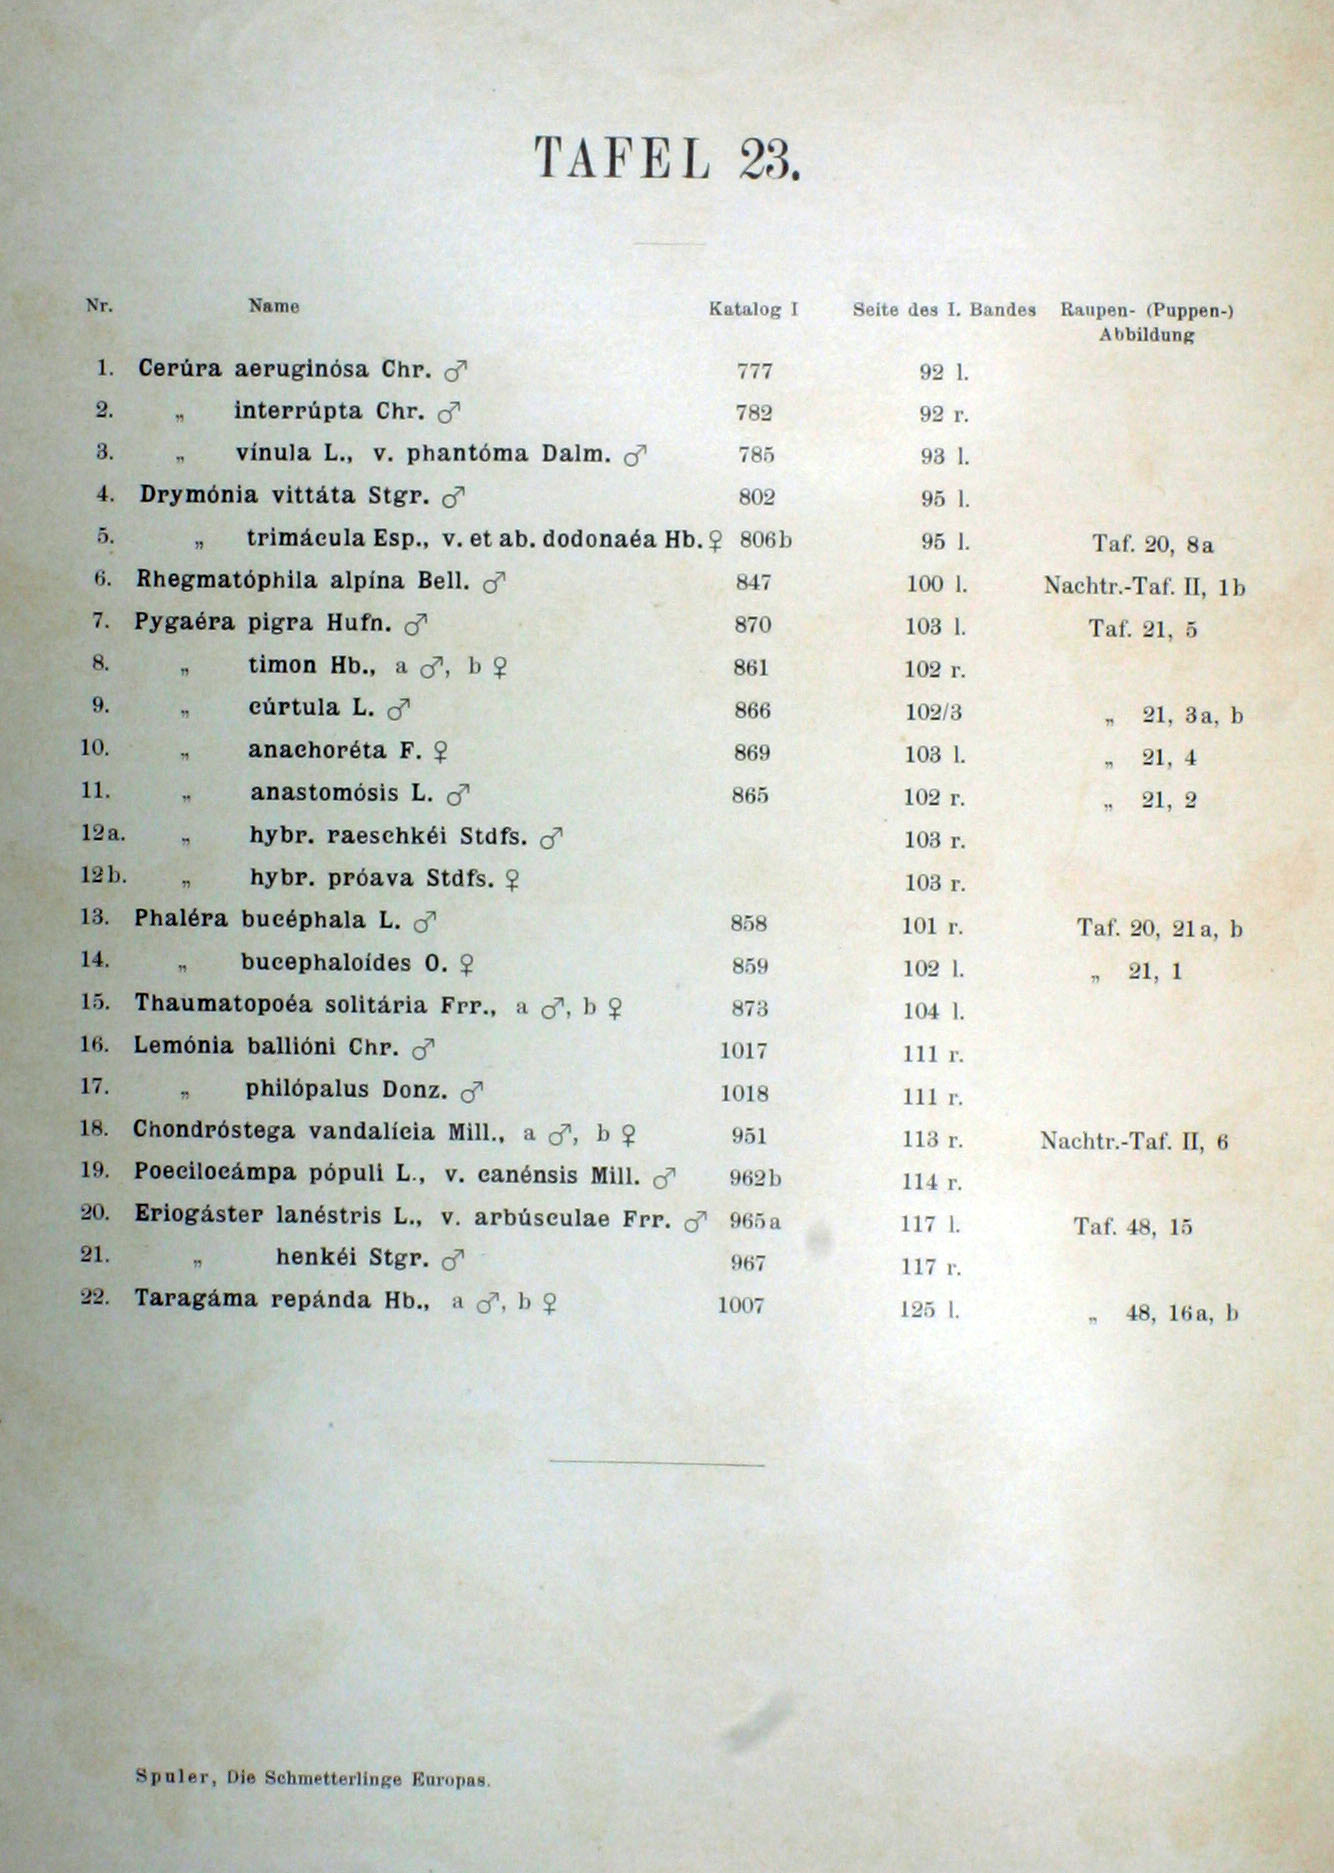 TAFEL 23.
Nr. Name Katalog I Seite des I. Bandes Raupen- (Puppen-)
Abbildung
1. Cerúra aeruginósa Chr. ♂ 777 92 l.
2. „ interrúpta Chr. ♂ 782 92 r.
3. „ vínula L., v. phantóma Dalm. ♂ 785 93 l.
4. Drymónia vittáta Stgr. ♂ 802 95 l.
5. „ trimácula Esp., v. et ab. dodonaéa Hb. ♀ 806b 95 l. Taf. 20, 8a
6. Rhegmatóphila alpína Bell. ♂ 847 100 l. Nachtr.-Taf. II, 1b
7. Pygaéra pigra Hufn. ♂ 870 103 l. Taf. 21, 5
8. „ timon Hb., a ♂, b ♀ 861 102 r.
9. „ cúrtula L. ♂ 866 102/3 „ 21, 3a, b
10. „ anachoréta F. ♀ 869 103 l. „ 21, 4
11. „ anastomósis L. ♂ 865 102 r. „ 21, 2
12a. „ hybr. raeschkéi Stdfs. ♂ 103 r.
12b. „ hybr. próava Stdfs. ♀ 103 r.
13. Phaléra bucéphala L. ♂ 858 101 r. Taf. 20, 21a, b
14. „ bucephaloídes O. ♀ 859 102 l. „ 21, 1
15. Thaumatopoéa solitária Frr., a ♂, b ♀ 873 104 l.
16. Lemónia ballióni Chr. ♂ 1017 111 r.
17. „ philópalus Donz. ♂ 1018 111 r.
18. Chondróstega vandalícia Mill., a ♂, b ♀ 951 113 r. Nachtr.-Taf. II, 6
19. Poecilocámpa pópuli L., v. canénsis Mill. ♂ 962b 114 r.
20. Eriogáster lanéstris L., v. arbúsculae Frr. ♂ 965a 117 l. Taf. 48, 15
21. „ henkéi Stgr. ♂ 967 117 r.
22. Taragáma repánda Hb., a ♂, b ♀ 1007 125 l. „ 48, 16a, b
Spuler, Die Schmetterlinge Europas.